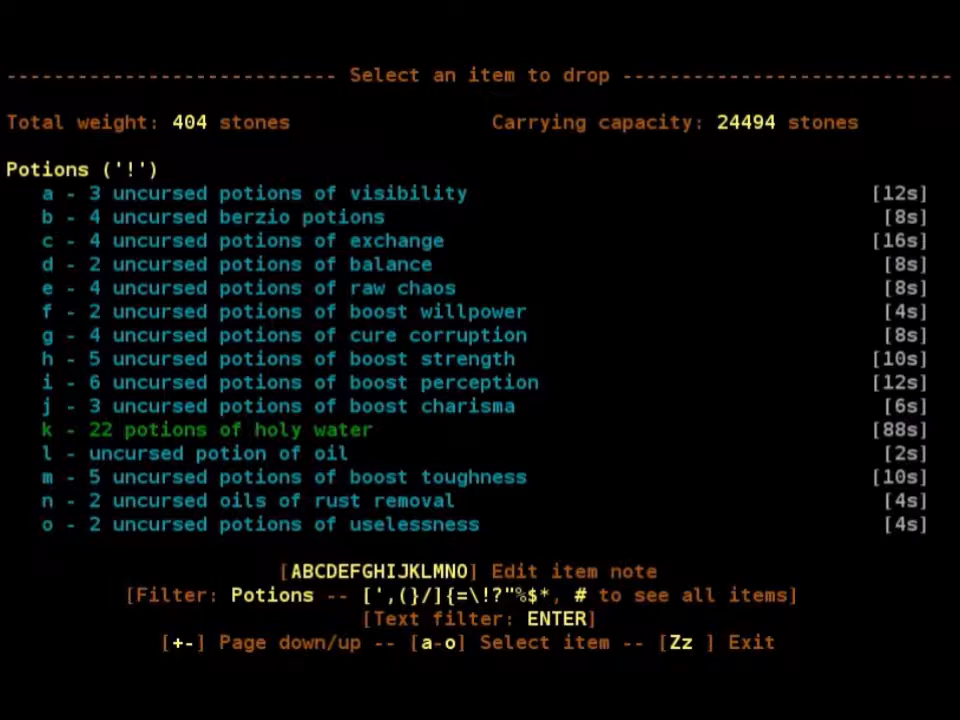 ---------------------------- Select an item to drop ----------------------------
Total weight: 404 stones Carrying capacity: 24494 stones
Potions ('!')
a - 3 uncursed potions of visibility [12s]
b - 4 uncursed berzio potions [8s]
c - 4 uncursed potions of exchange [16s]
d - 2 uncursed potions of balance [8s]
e - 4 uncursed potions of raw chaos [8s]
f - 2 uncursed potions of boost willpower [4s]
g - 4 uncursed potions of cure corruption [8s]
h - 5 uncursed potions of boost strength [10s]
i - 6 uncursed potions of boost perception [12s]
j - 3 uncursed potions of boost charisma [6s]
k - 22 potions of holy water [88s]
l - uncursed potion of oil [2s]
m - 5 uncursed potions of boost toughness [10s]
n - 2 uncursed oils of rust removal [4s]
o - 2 uncursed potions of uselessness [4s]
[ABCDEFGHIJKLMNO] Edit item note
[Filter: Potions -- [',(}/]{=\!?"%$*, # to see all items]
[Text filter: ENTER]
[+-] Page down/up -- [a-o] Select item -- [Zz ] Exit